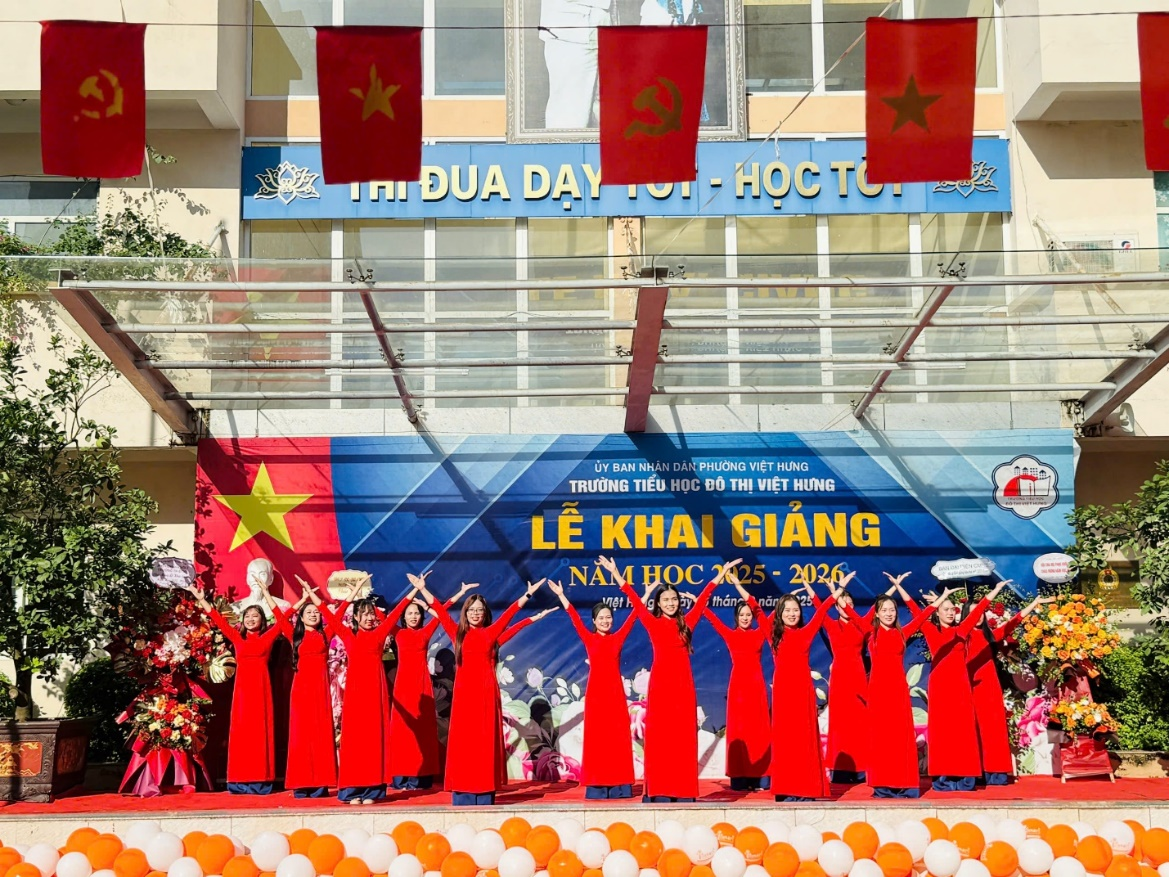 THI ĐUA DẠY TỐT - HỌC TỐT
ỦY BAN NHÂN DÂN PHƯỜNG VIỆT HƯNG
TRƯỜNG TIỂU HỌC ĐÔ THỊ VIỆT HƯNG
LỄ KHAI GIẢNG
NĂM HỌC 2025 - 2026
Việt